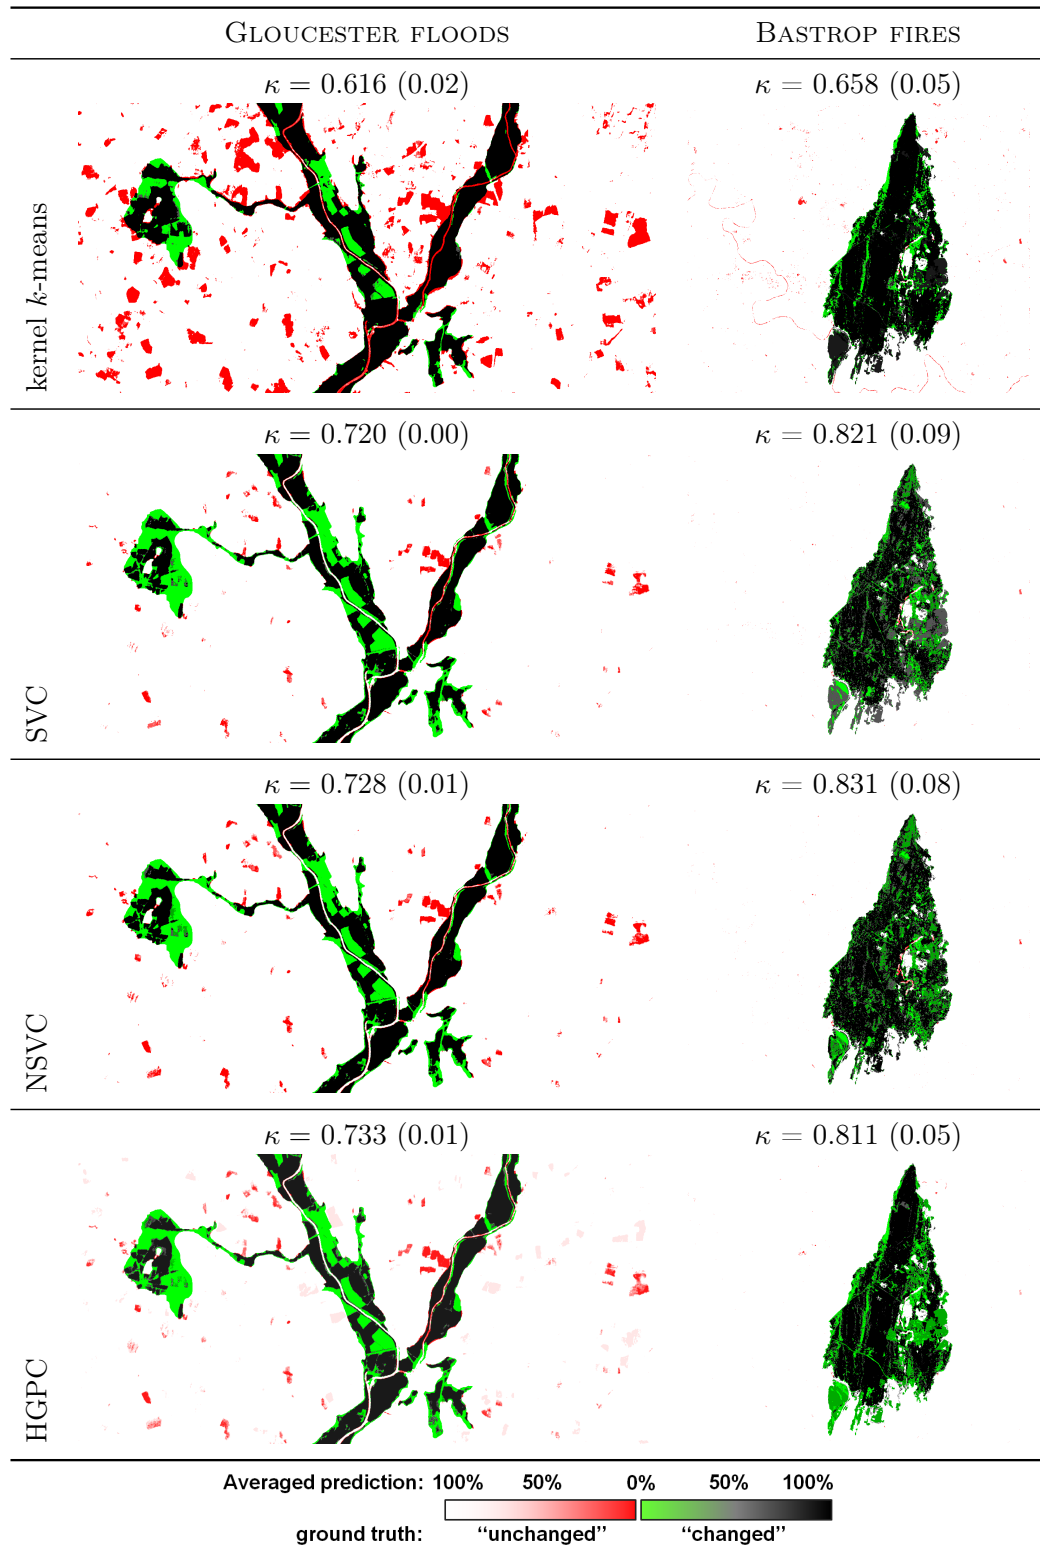 GLOUCESTER FLOODS BASTROP FIRES
κ = 0.616 (0.02) κ = 0.658 (0.05)
kernel k-means
κ = 0.720 (0.00) κ = 0.821 (0.09)
SVC
κ = 0.728 (0.01) κ = 0.831 (0.08)
NSVC
κ = 0.733 (0.01) κ = 0.811 (0.05)
HGPC
Averaged prediction: 100% 50% 0% 50% 100%
ground truth: “unchanged” “changed”